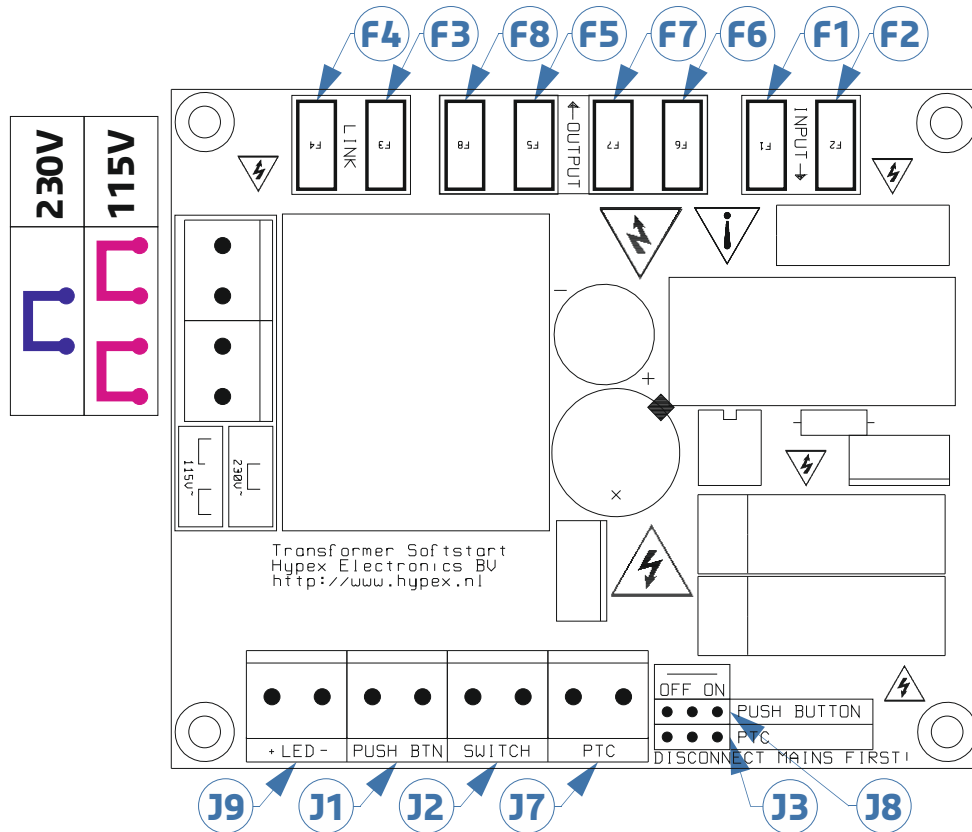 F4 F3 F8 F5 F7 F6 F1 F2
230V 115V
F4 LINK F3 F8 F5 ←OUTPUT F7 F6 F1 INPUT→ F2
−
+
115V~ 230V~
×
Transformer Softstart
Hypex Electronics BV
http://www.hypex.nl
OFF ON
PUSH BUTTON
PTC
+ LED - PUSH BTN SWITCH PTC
DISCONNECT MAINS FIRST!
J9 J1 J2 J7 J3 J8